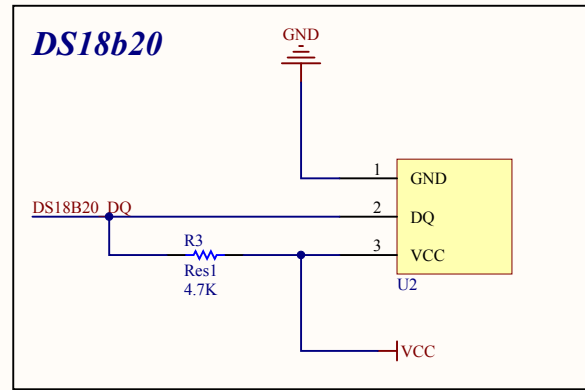 DS18b20
GND
1 GND
DS18B20_DQ
2 DQ
R3
3 VCC
Res1
4.7K
U2
VCC